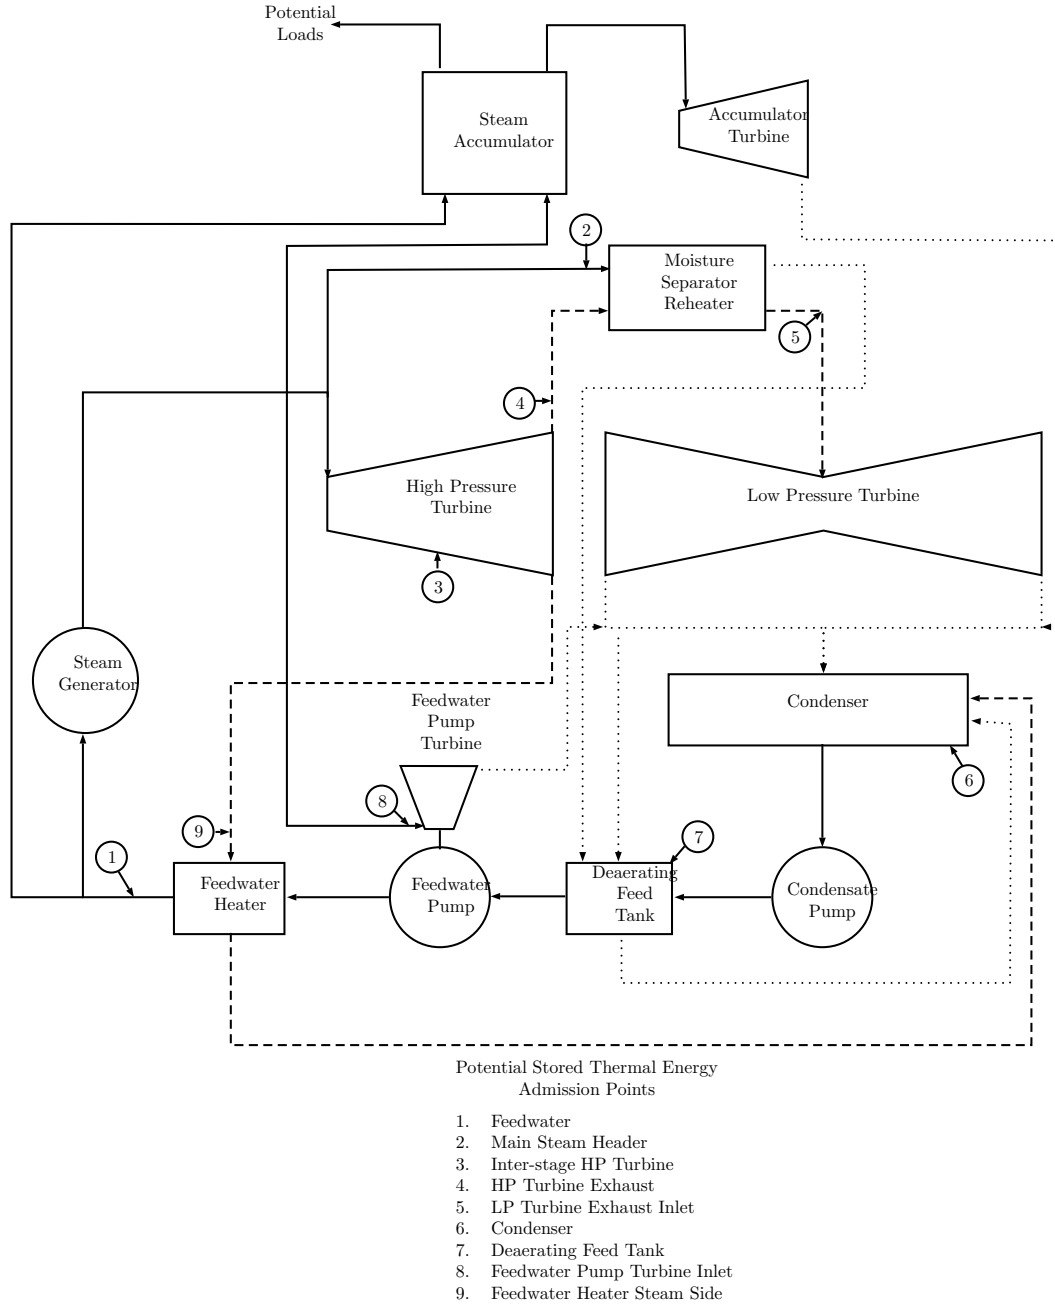 Potential
Loads
Steam
Accumulator
Accumulator
Turbine
2
Moisture
Separator
Reheater
5
4
High Pressure
Turbine
Low Pressure Turbine
3
Steam
Generator
Feedwater
Pump
Turbine
Condenser
6
8
9
7
1
Feedwater
Heater
Feedwater
Pump
Deaerating
Feed
Tank
Condensate
Pump
Potential Stored Thermal Energy
Admission Points
1. Feedwater
2. Main Steam Header
3. Inter-stage HP Turbine
4. HP Turbine Exhaust
5. LP Turbine Exhaust Inlet
6. Condenser
7. Deaerating Feed Tank
8. Feedwater Pump Turbine Inlet
9. Feedwater Heater Steam Side